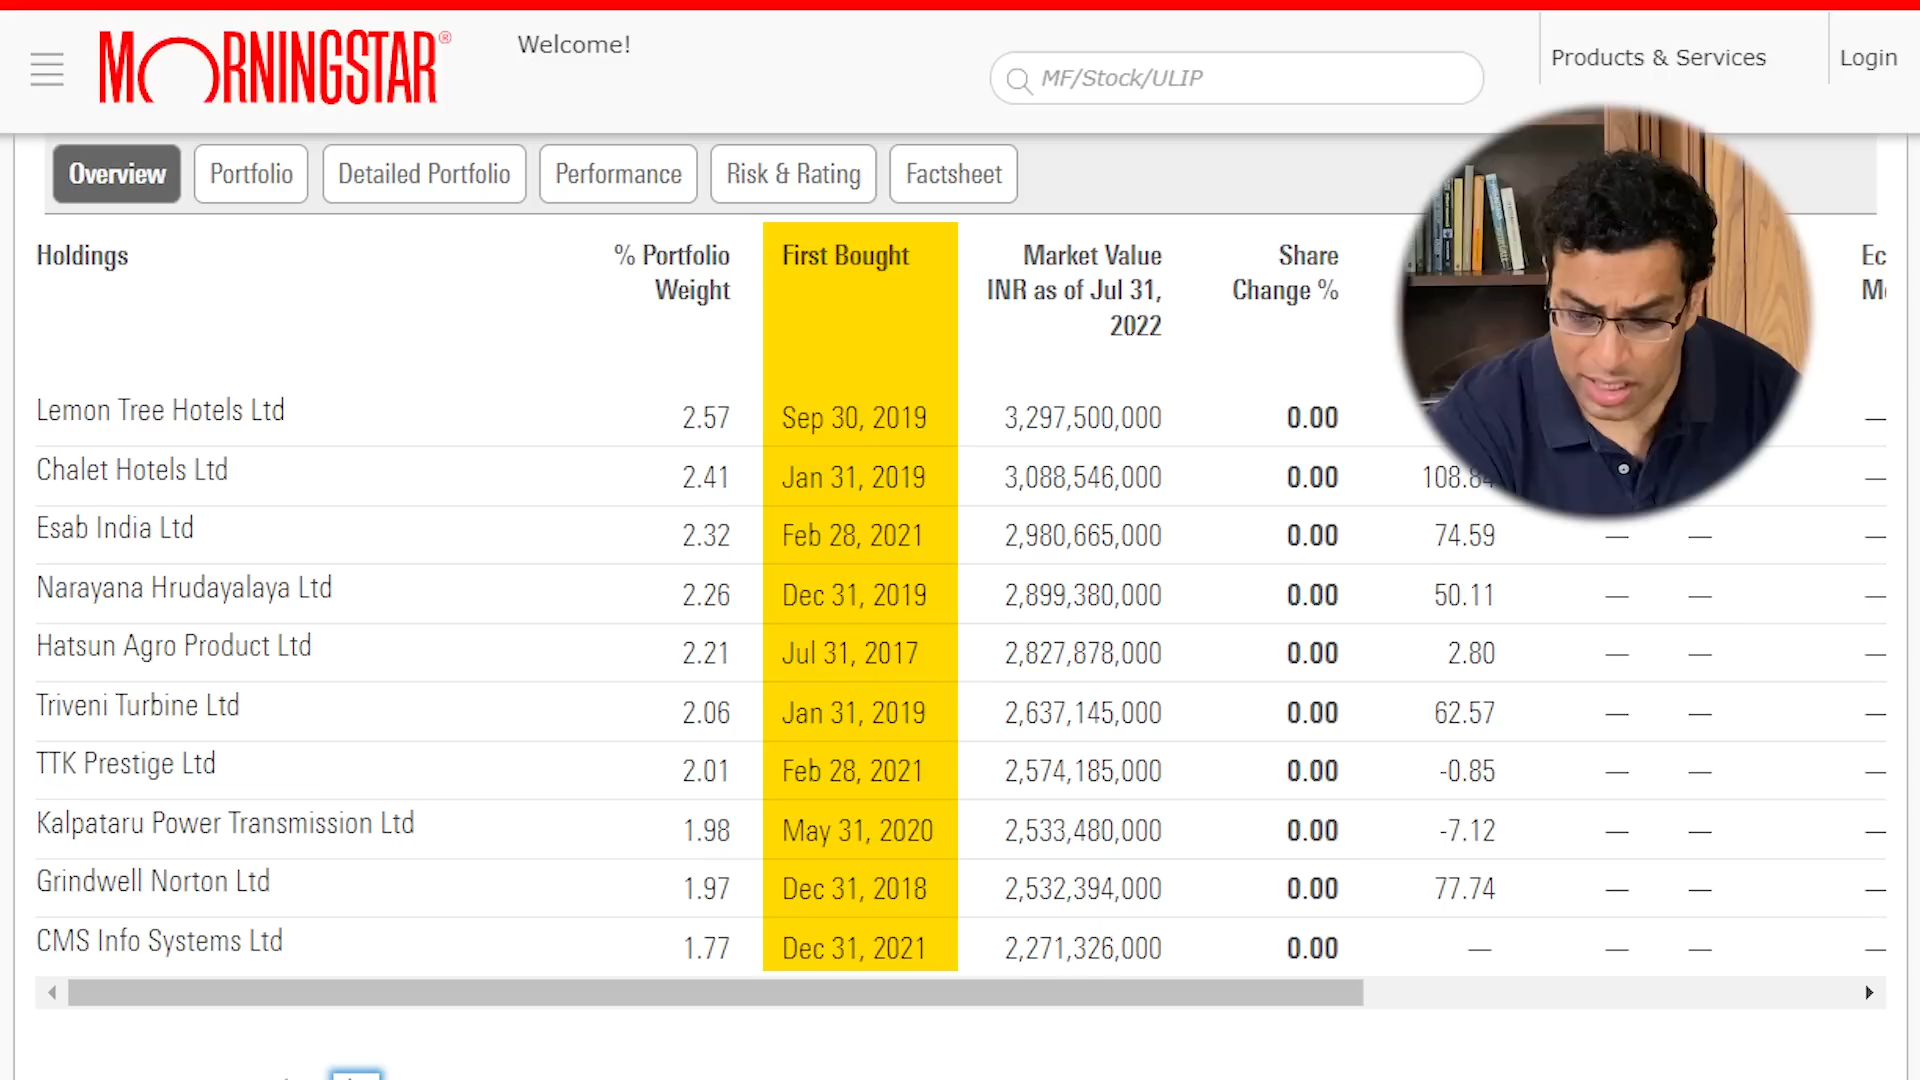 MORNINGSTAR®
Welcome!
MF/Stock/ULIP
Products & Services
Login
Overview
Portfolio
Detailed Portfolio
Performance
Risk & Rating
Factsheet
Holdings
% Portfolio Weight
First Bought
Market Value INR as of Jul 31, 2022
Share Change %
Lemon Tree Hotels Ltd 2.57 Sep 30, 2019 3,297,500,000 0.00 —
Chalet Hotels Ltd 2.41 Jan 31, 2019 3,088,546,000 0.00 —
Esab India Ltd 2.32 Feb 28, 2021 2,980,665,000 0.00 74.59 — — —
Narayana Hrudayalaya Ltd 2.26 Dec 31, 2019 2,899,380,000 0.00 50.11 — — —
Hatsun Agro Product Ltd 2.21 Jul 31, 2017 2,827,878,000 0.00 2.80 — — —
Triveni Turbine Ltd 2.06 Jan 31, 2019 2,637,145,000 0.00 62.57 — — —
TTK Prestige Ltd 2.01 Feb 28, 2021 2,574,185,000 0.00 -0.85 — — —
Kalpataru Power Transmission Ltd 1.98 May 31, 2020 2,533,480,000 0.00 -7.12 — — —
Grindwell Norton Ltd 1.97 Dec 31, 2018 2,532,394,000 0.00 77.74 — — —
CMS Info Systems Ltd 1.77 Dec 31, 2021 2,271,326,000 0.00 — — — —